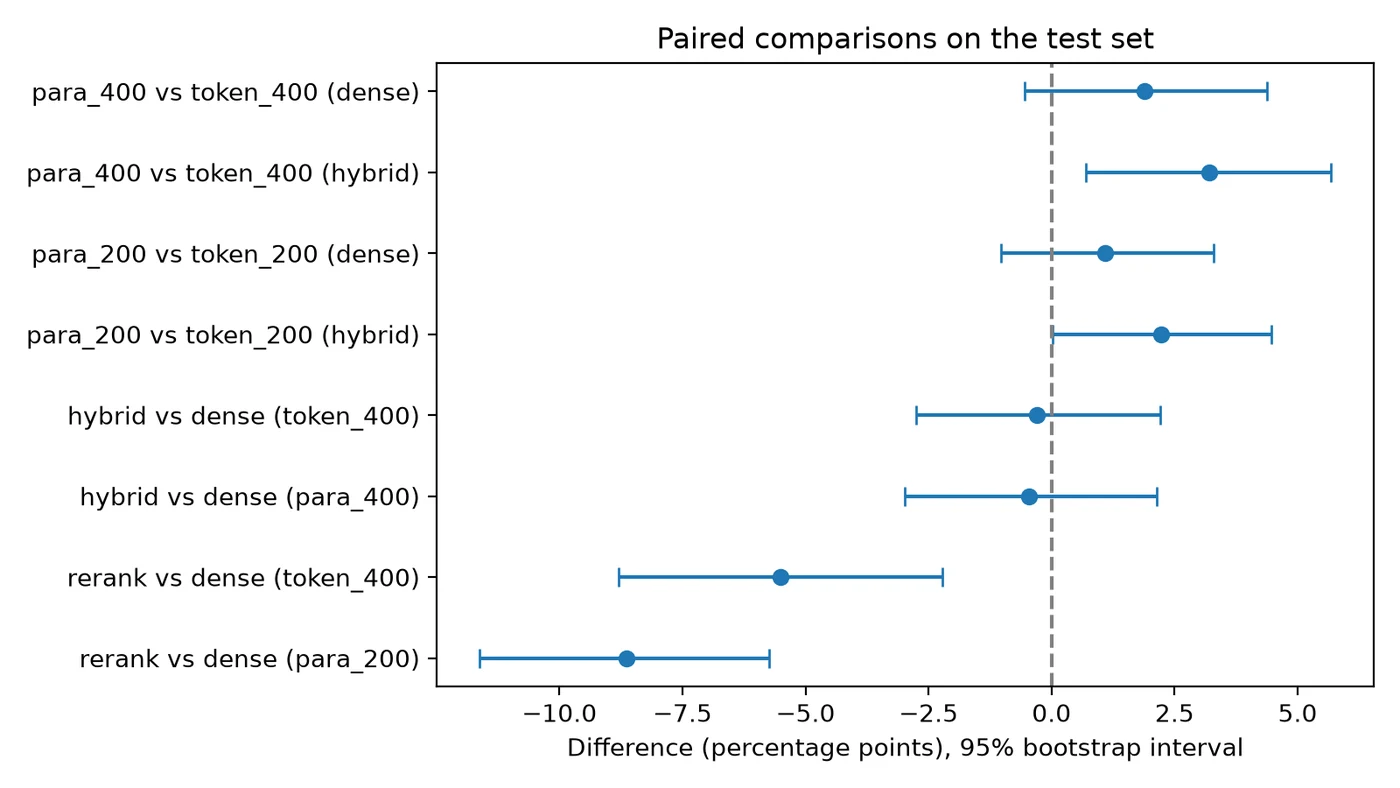 Paired comparisons on the test set
para_400 vs token_400 (dense)
para_400 vs token_400 (hybrid)
para_200 vs token_200 (dense)
para_200 vs token_200 (hybrid)
hybrid vs dense (token_400)
hybrid vs dense (para_400)
rerank vs dense (token_400)
rerank vs dense (para_200)
−10.0 −7.5 −5.0 −2.5 0.0 2.5 5.0
Difference (percentage points), 95% bootstrap interval